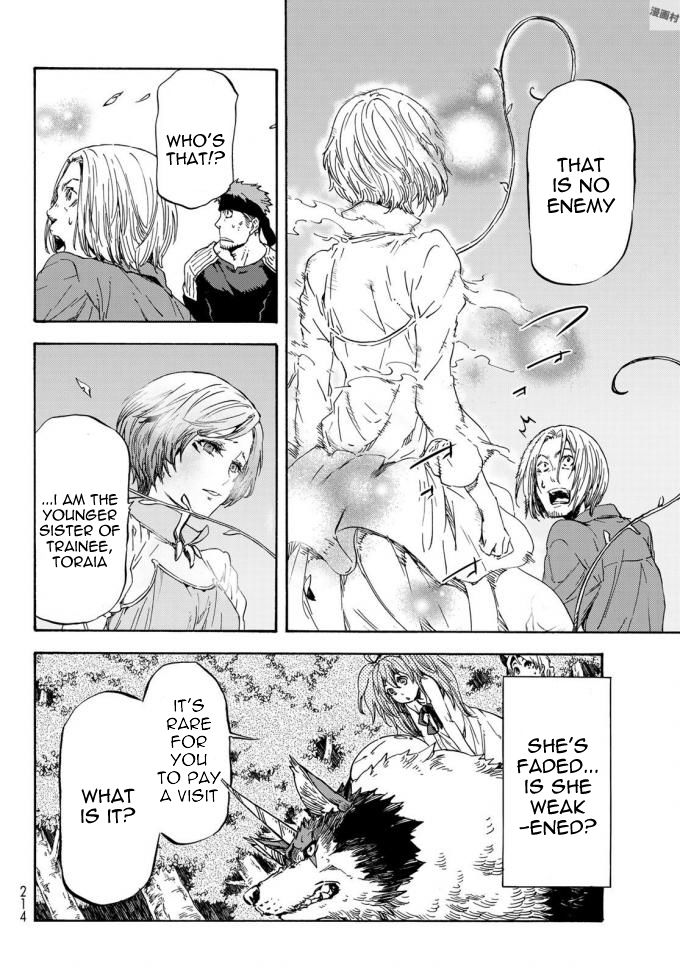 漫画村
THAT
IS NO
ENEMY
WHO'S
THAT!?
...I AM THE
YOUNGER
SISTER OF
TRAINEE,
TORAIA
SHE'S
FADED...
IS SHE
WEAK
-ENED?
IT'S
RARE
FOR
YOU
TO PAY
A VISIT
WHAT
IS IT?
214